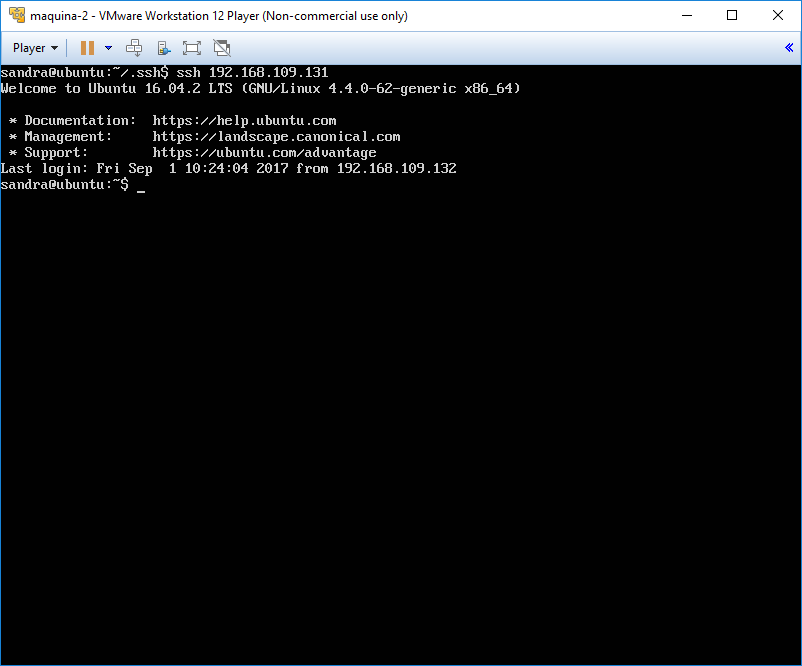 maquina-2 - VMware Workstation 12 Player (Non-commercial use only)
Player
sandra@ubuntu:~/.ssh$ ssh 192.168.109.131
Welcome to Ubuntu 16.04.2 LTS (GNU/Linux 4.4.0-62-generic x86_64)
* Documentation:  https://help.ubuntu.com
* Management:     https://landscape.canonical.com
* Support:        https://ubuntu.com/advantage
Last login: Fri Sep  1 10:24:04 2017 from 192.168.109.132
sandra@ubuntu:~$ _